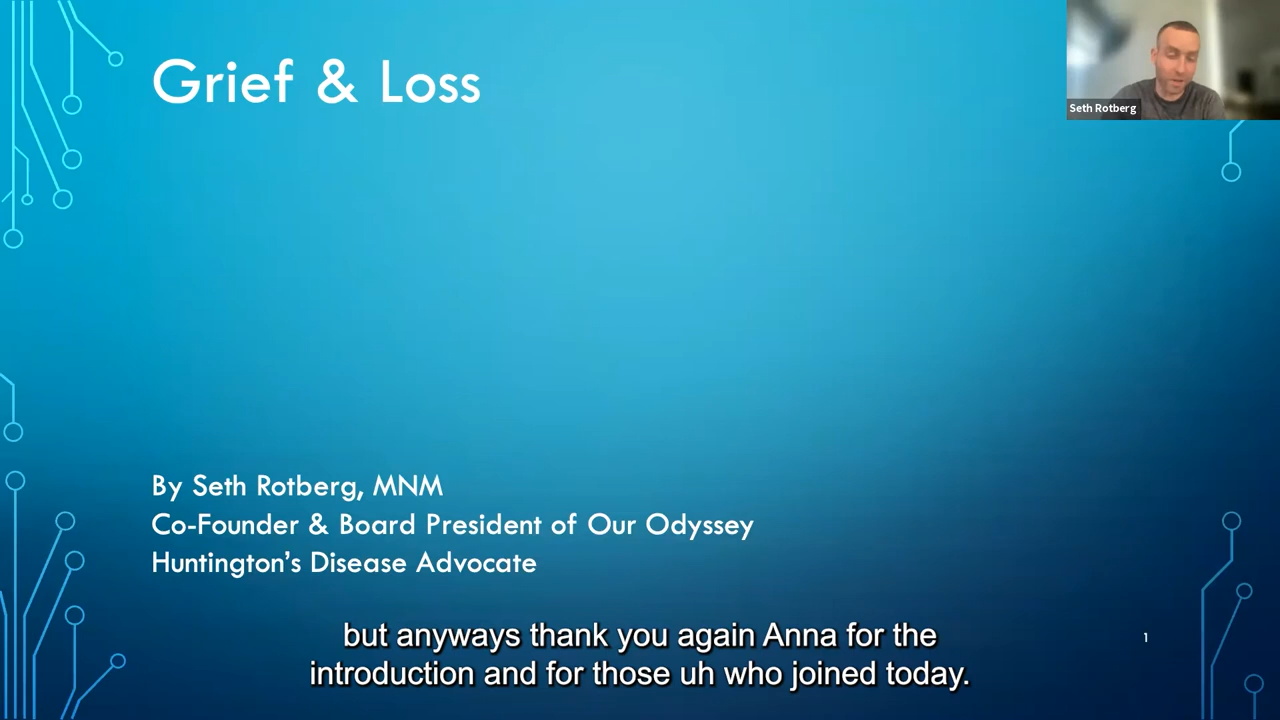 Grief & Loss
Seth Rotberg
By Seth Rotberg, MNM
Co-Founder & Board President of Our Odyssey
Huntington's Disease Advocate
but anyways thank you again Anna for the
introduction and for those uh who joined today.
1